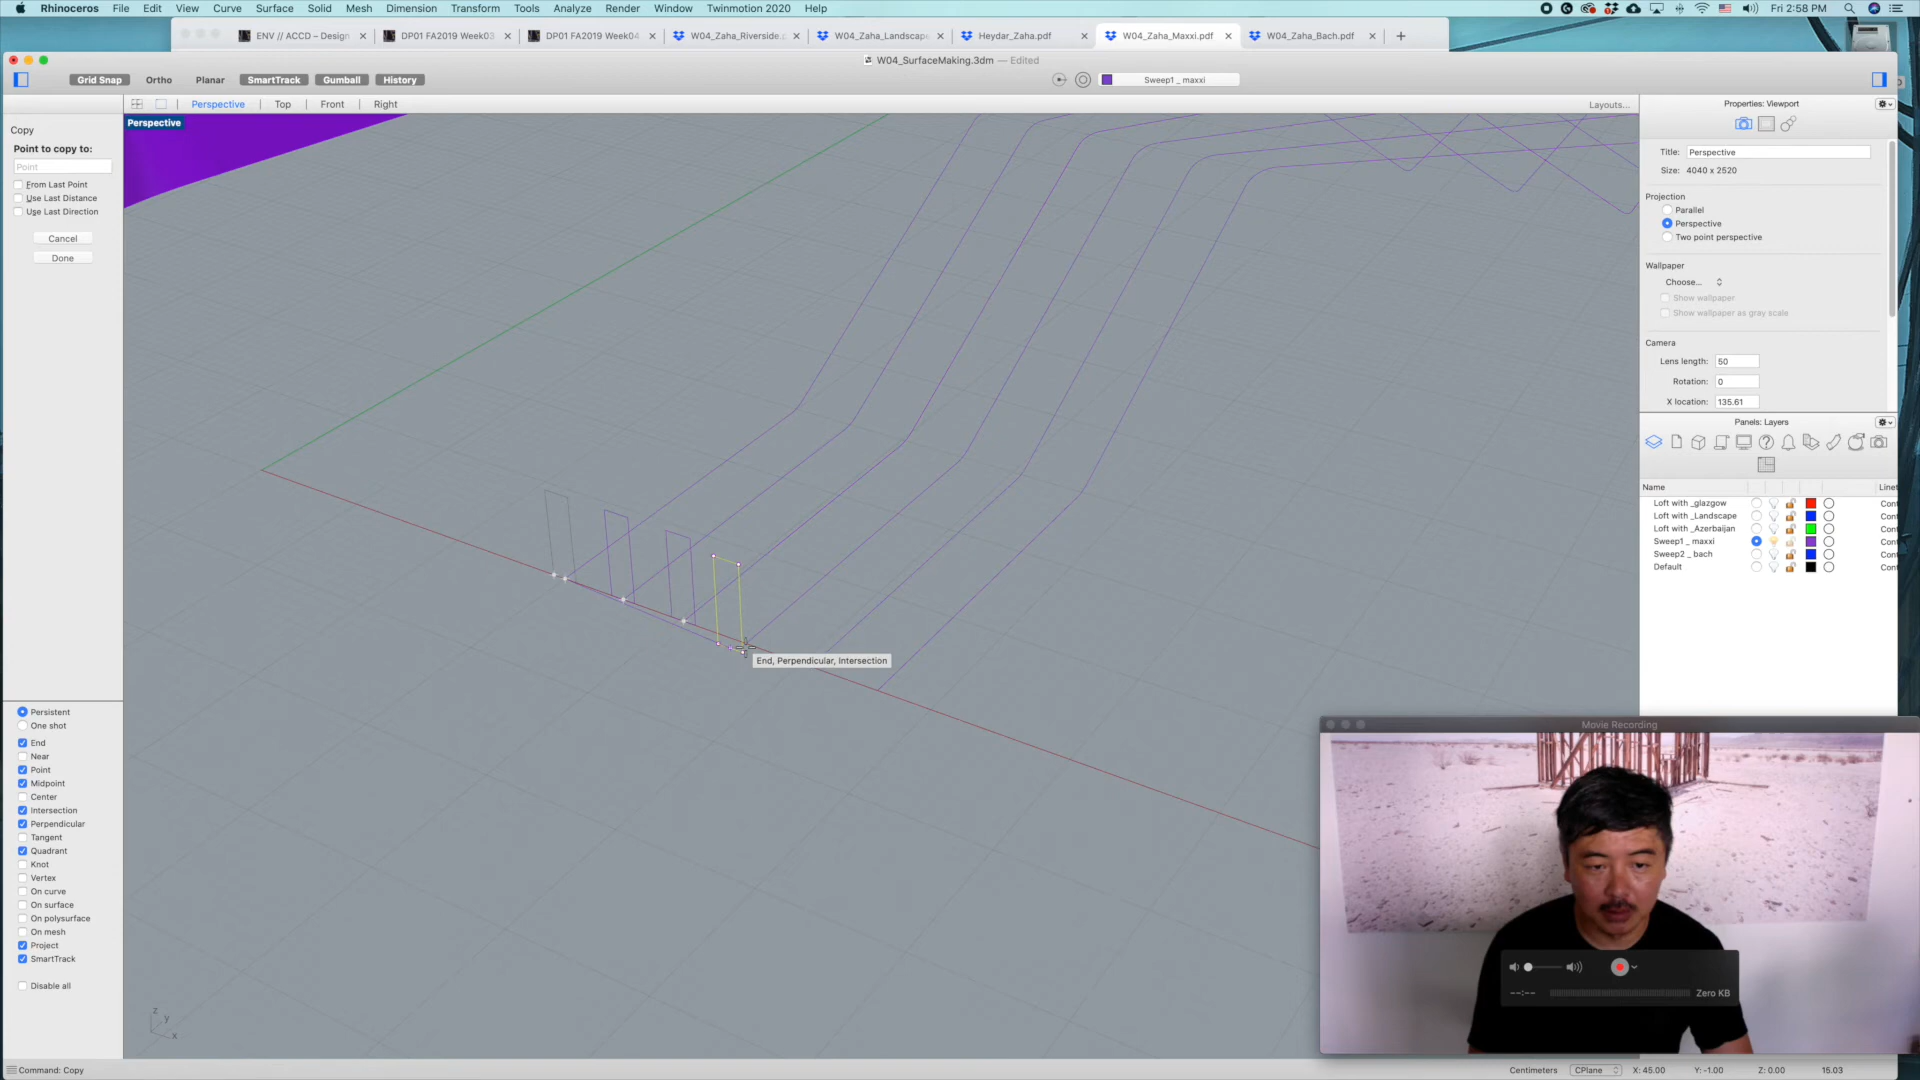 Rhinoceros File Edit View Curve Surface Solid Mesh Dimension Transform Tools Analyze Render Window Twinmotion 2020 Help Fri 2:58 PM
ENV // ACCD – Design DP01 FA2019 Week03 DP01 FA2019 Week04 W04_Zaha_Riverside.p W04_Zaha_Landscape Heydar_Zaha.pdf W04_Zaha_Maxxi.pdf W04_Zaha_Bach.pdf
W04_SurfaceMaking.3dm — Edited
Grid Snap Ortho Planar SmartTrack Gumball History Sweep1 _ maxxi
Perspective Top Front Right Layouts...
Perspective
Copy
Point to copy to:
Point
From Last Point
Use Last Distance
Use Last Direction
Cancel
Done
End, Perpendicular, Intersection
Persistent
One shot
End
Near
Point
Midpoint
Center
Intersection
Perpendicular
Tangent
Quadrant
Knot
Vertex
On curve
On surface
On polysurface
On mesh
Project
SmartTrack
Disable all
z
y
x
Properties: Viewport
Title: Perspective
Size: 4040 x 2520
Projection
Parallel
Perspective
Two point perspective
Wallpaper
Choose...
Show wallpaper
Show wallpaper as gray scale
Camera
Lens length: 50
Rotation: 0
X location: 135.61
Panels: Layers
Name Linet
Loft with _glazgow Cont
Loft with _Landscape Cont
Loft with _Azerbaijan Cont
Sweep1 _ maxxi Cont
Sweep2 _ bach Cont
Default Cont
Movie Recording
--:-- Zero KB
Command: Copy Centimeters CPlane X: 45.00 Y: -1.00 Z: 0.00 15.03